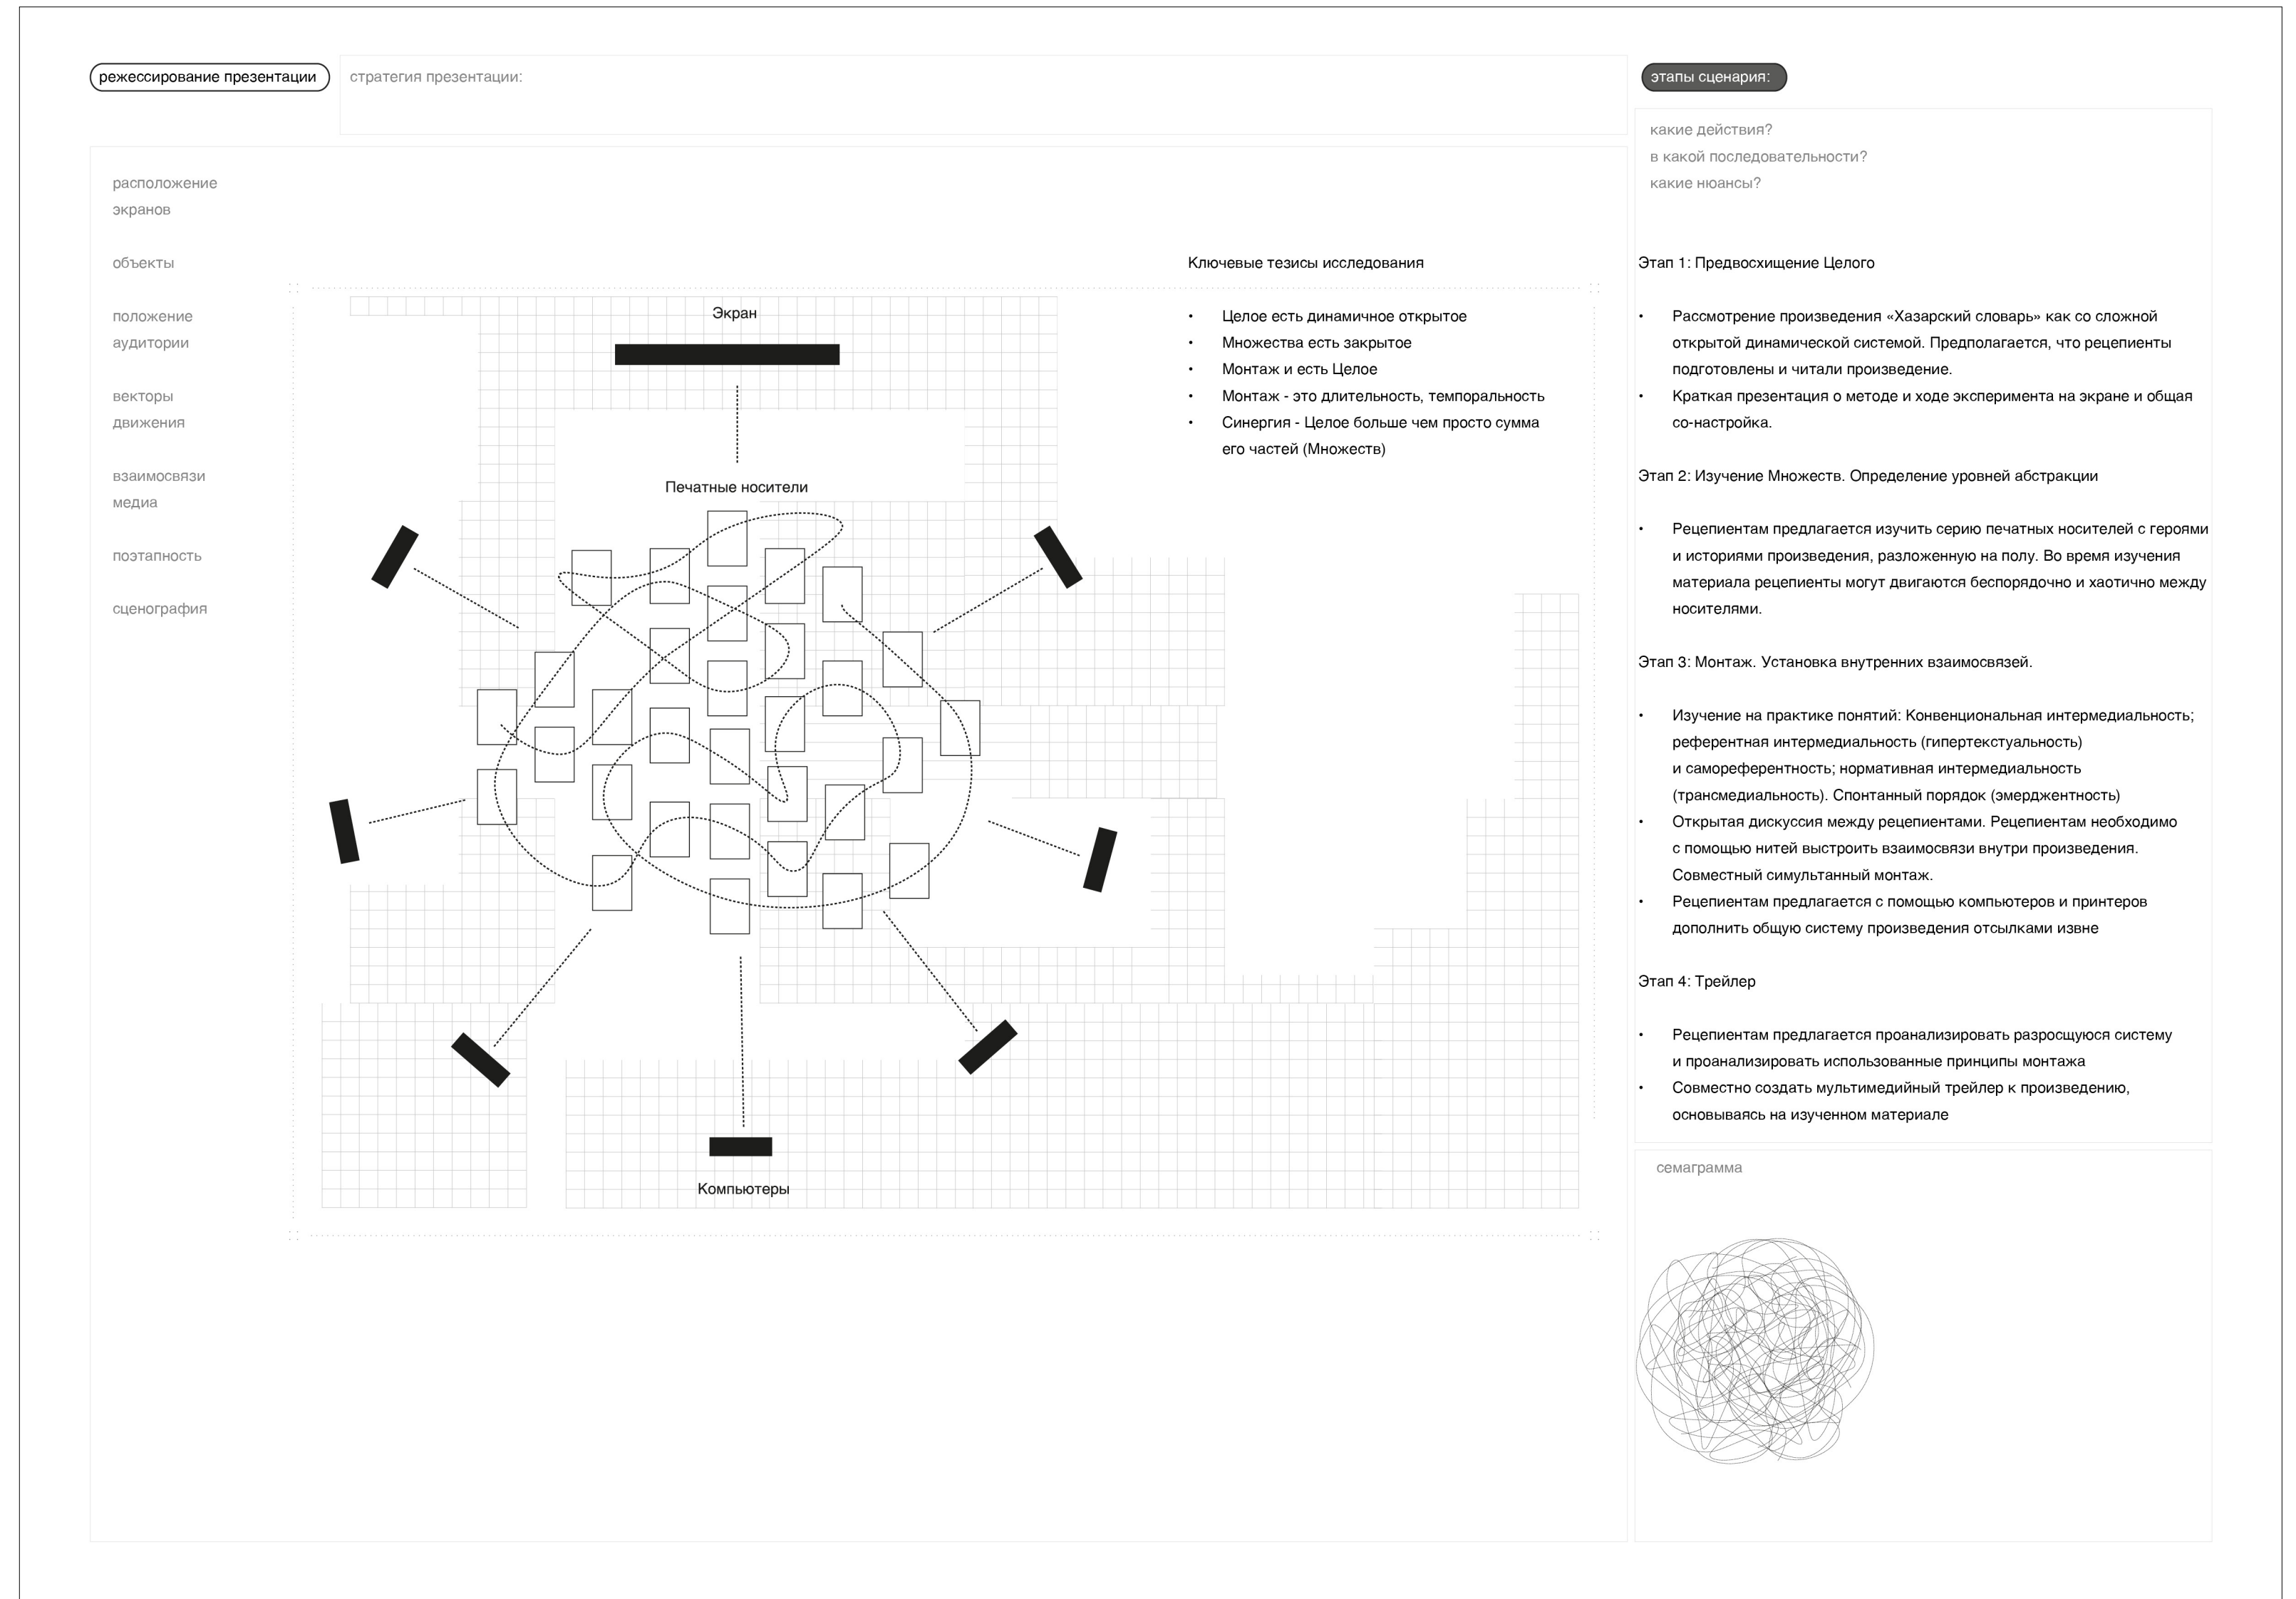 режессирование презентации
стратегия презентации:
расположение
экранов
объекты
положение
аудитории
векторы
движения
взаимосвязи
медиа
поэтапность
сценография
Экран
Печатные носители
Компьютеры
Ключевые тезисы исследования
• Целое есть динамичное открытое
• Множества есть закрытое
• Монтаж и есть Целое
• Монтаж - это длительность, темпоральность
• Синергия - Целое больше чем просто сумма
его частей (Множеств)
этапы сценария:
какие действия?
в какой последовательности?
какие нюансы?
Этап 1: Предвосхищение Целого
• Рассмотрение произведения «Хазарский словарь» как со сложной
открытой динамической системой. Предполагается, что рецепиенты
подготовлены и читали произведение.
• Краткая презентация о методе и ходе эксперимента на экране и общая
со-настройка.
Этап 2: Изучение Множеств. Определение уровней абстракции
• Рецепиентам предлагается изучить серию печатных носителей с героями
и историями произведения, разложенную на полу. Во время изучения
материала рецепиенты могут двигаются беспорядочно и хаотично между
носителями.
Этап 3: Монтаж. Установка внутренних взаимосвязей.
• Изучение на практике понятий: Конвенциональная интермедиальность;
референтная интермедиальность (гипертекстуальность)
и самореферентность; нормативная интермедиальность
(трансмедиальность). Спонтанный порядок (эмерджентность)
• Открытая дискуссия между рецепиентами. Рецепиентам необходимо
с помощью нитей выстроить взаимосвязи внутри произведения.
Совместный симультанный монтаж.
• Рецепиентам предлагается с помощью компьютеров и принтеров
дополнить общую систему произведения отсылками извне
Этап 4: Трейлер
• Рецепиентам предлагается проанализировать разросщуюся систему
и проанализировать использованные принципы монтажа
• Совместно создать мультимедийный трейлер к произведению,
основываясь на изученном материале
семаграмма